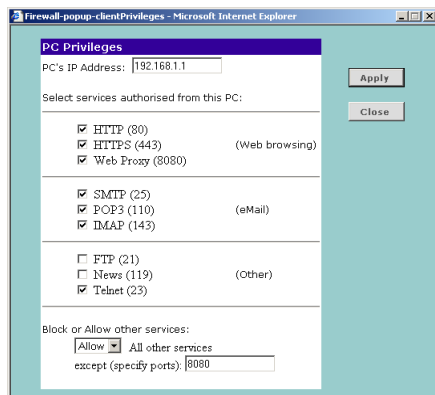 Firewall-popup-clientPrivileges - Microsoft Internet Explorer
PC Privileges
PC's IP Address: 192.168.1.1
Apply
Select services authorised from this PC:
Close
HTTP (80)
HTTPS (443) (Web browsing)
Web Proxy (8080)
SMTP (25)
POP3 (110) (eMail)
IMAP (143)
FTP (21)
News (119) (Other)
Telnet (23)
Block or Allow other services:
Allow All other services
except (specify ports): 8080